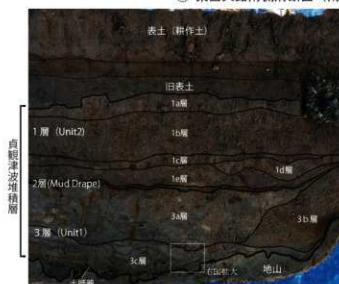 表土（耕作土）
旧表土
1a層
1層（Unit2）
1b層
1c層
1d層
1e層
2層(Mud Drape)
3a層
3b層
3層（Unit1）
3c層
地山
貞観津波堆積層